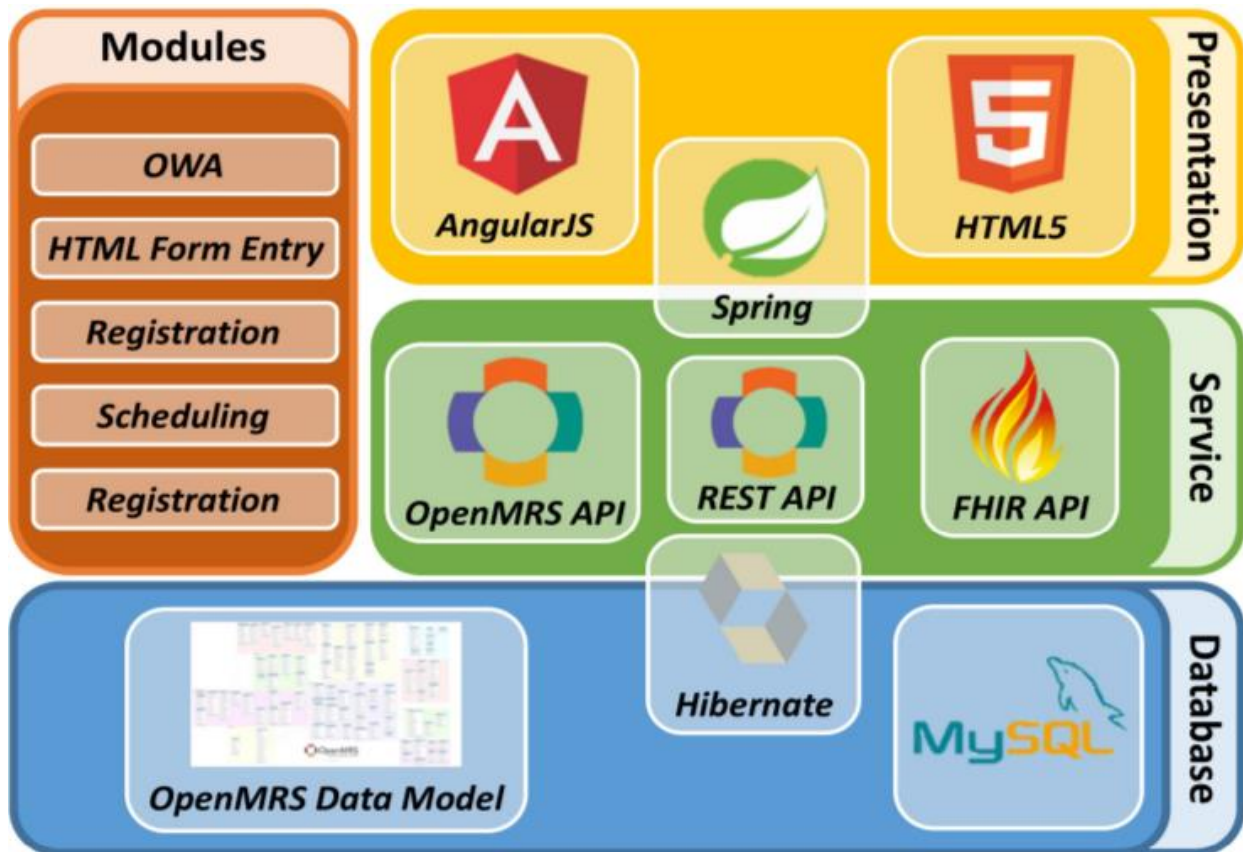 Modules
OWA
HTML Form Entry
Registration
Scheduling
Registration
Presentation
AngularJS
Spring
HTML5
Service
OpenMRS API
REST API
FHIR API
Database
OpenMRS
OpenMRS Data Model
Hibernate
MySQL